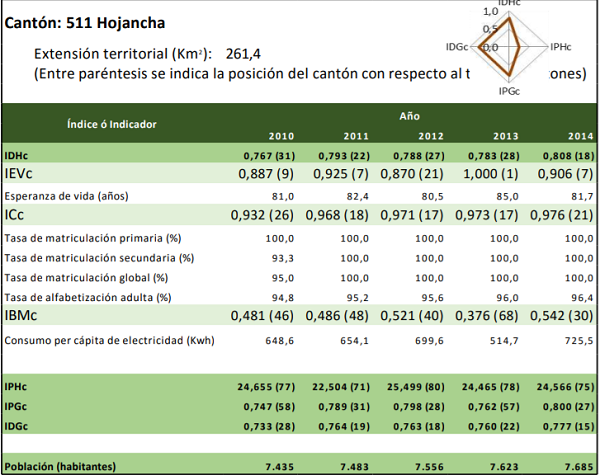 Cantón: 511 Hojancha
Extensión territorial (Km²): 261,4
(Entre paréntesis se indica la posición del cantón con respecto al t ones)
IDHc
1,0
0,5
0,0
IDGc
IPHc
IPGc
Índice ó Indicador Año
2010 2011 2012 2013 2014
IDHc 0,767 (31) 0,793 (22) 0,788 (27) 0,783 (28) 0,808 (18)
IEVc 0,887 (9) 0,925 (7) 0,870 (21) 1,000 (1) 0,906 (7)
Esperanza de vida (años) 81,0 82,4 80,5 85,0 81,7
ICc 0,932 (26) 0,968 (18) 0,971 (17) 0,973 (17) 0,976 (21)
Tasa de matriculación primaria (%) 100,0 100,0 100,0 100,0 100,0
Tasa de matriculación secundaria (%) 93,3 100,0 100,0 100,0 100,0
Tasa de matriculación global (%) 95,0 100,0 100,0 100,0 100,0
Tasa de alfabetización adulta (%) 94,8 95,2 95,6 96,0 96,4
IBMc 0,481 (46) 0,486 (48) 0,521 (40) 0,376 (68) 0,542 (30)
Consumo per cápita de electricidad (Kwh) 648,6 654,1 699,6 514,7 725,5
IPHc 24,655 (77) 22,504 (71) 25,499 (80) 24,465 (78) 24,566 (75)
IPGc 0,747 (58) 0,789 (31) 0,798 (28) 0,762 (57) 0,800 (27)
IDGc 0,733 (28) 0,764 (19) 0,763 (18) 0,760 (22) 0,777 (15)
Población (habitantes) 7.435 7.483 7.556 7.623 7.685